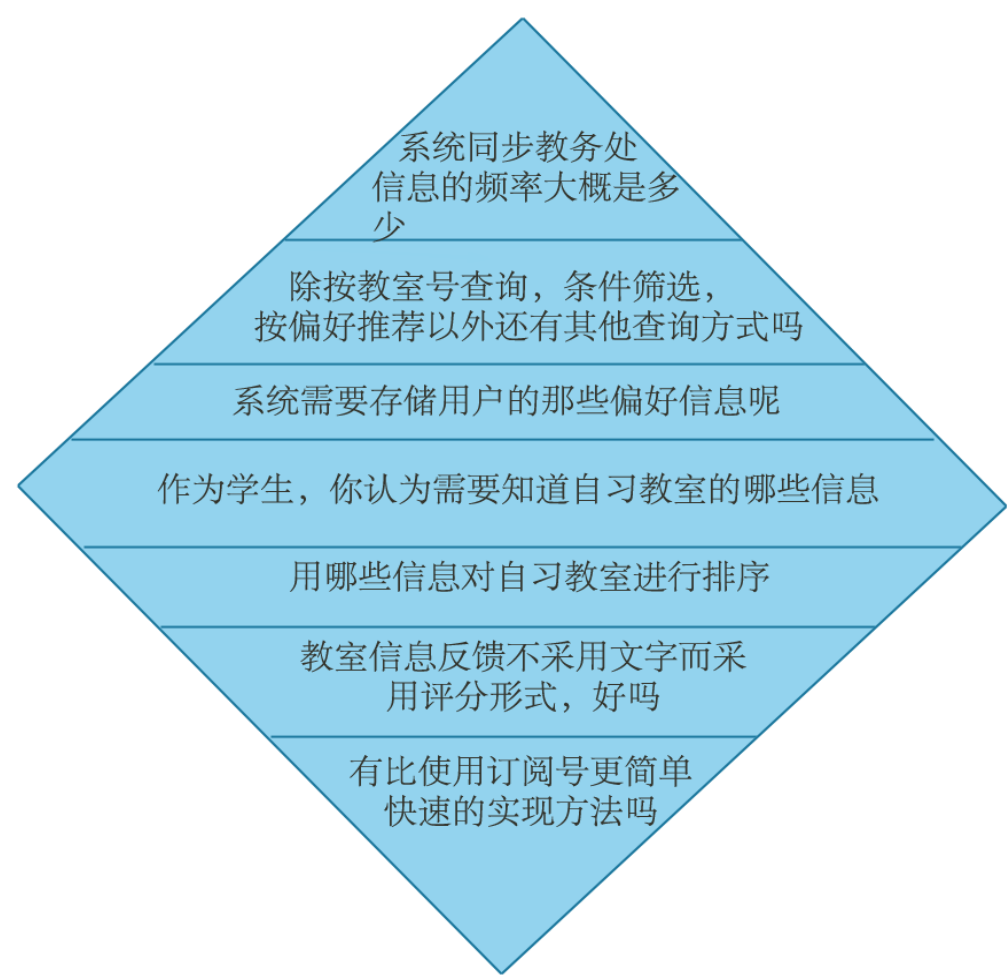 系统同步教务处
信息的频率大概是多
少
除按教室号查询，条件筛选，
按偏好推荐以外还有其他查询方式吗
系统需要存储用户的那些偏好信息呢
作为学生，你认为需要知道自习教室的哪些信息
用哪些信息对自习教室进行排序
教室信息反馈不采用文字而采
用评分形式，好吗
有比使用订阅号更简单
快速的实现方法吗